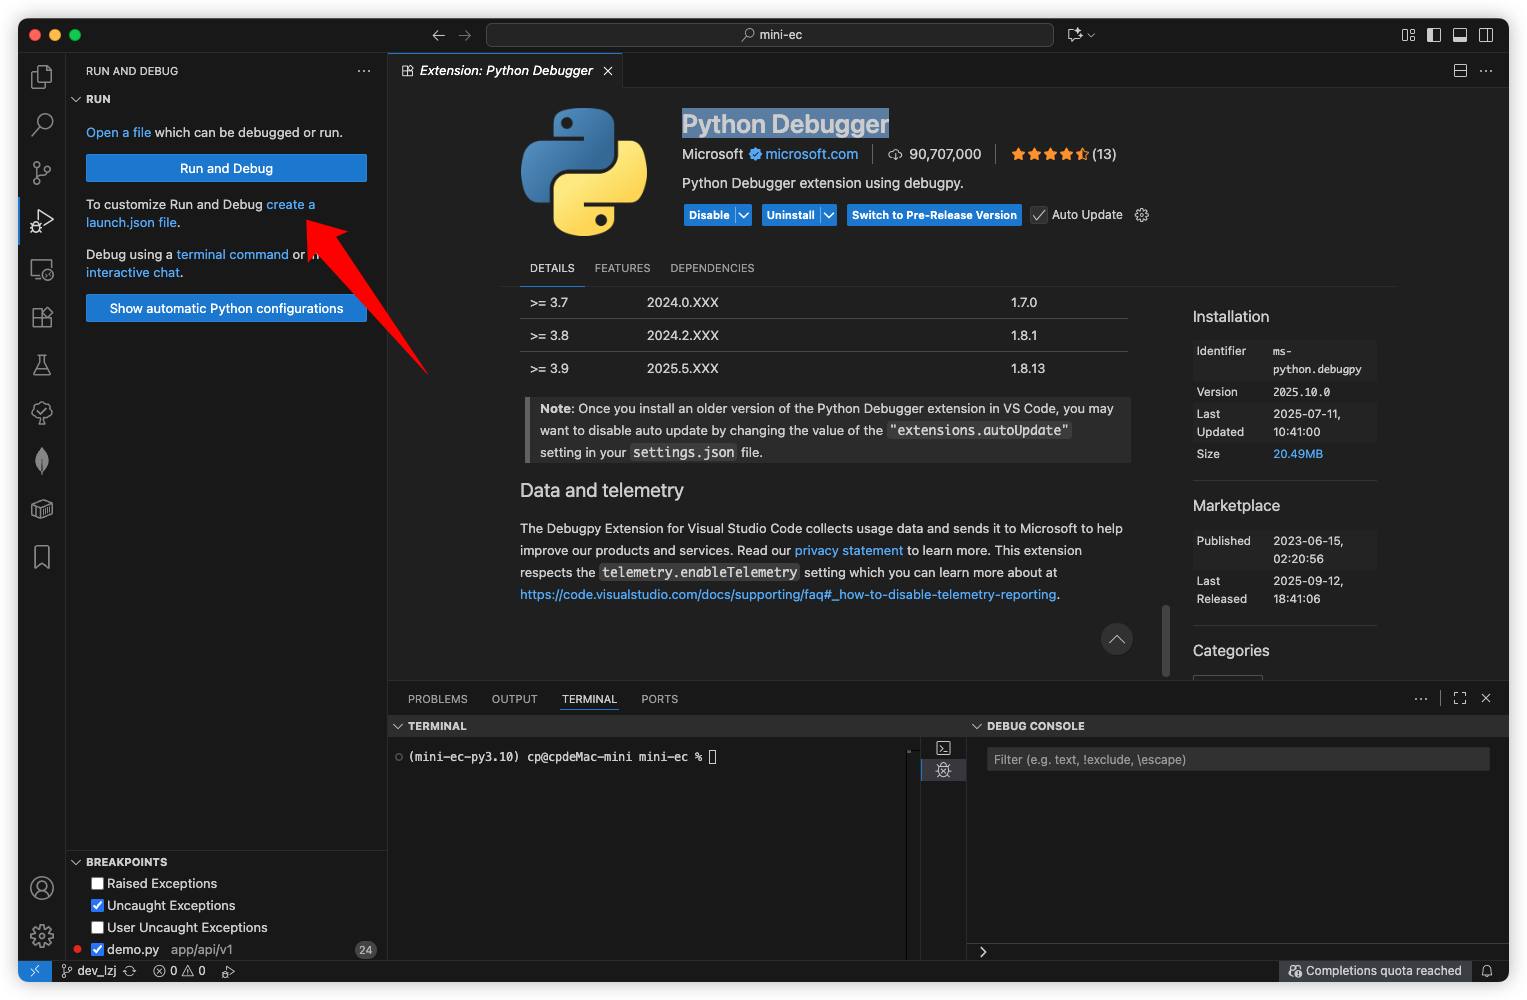 mini-ec
RUN AND DEBUG
RUN
Open a file which can be debugged or run.
Run and Debug
To customize Run and Debug create a
launch.json file.
Debug using a terminal command or
interactive chat.
Show automatic Python configurations
BREAKPOINTS
Raised Exceptions
Uncaught Exceptions
User Uncaught Exceptions
demo.py app/api/v1 24
Extension: Python Debugger
Python Debugger
Microsoft microsoft.com 90,707,000 (13)
Python Debugger extension using debugpy.
Disable Uninstall Switch to Pre-Release Version Auto Update
DETAILS FEATURES DEPENDENCIES
>= 3.7 2024.0.XXX 1.7.0
>= 3.8 2024.2.XXX 1.8.1
>= 3.9 2025.5.XXX 1.8.13
Note: Once you install an older version of the Python Debugger extension in VS Code, you may
want to disable auto update by changing the value of the "extensions.autoUpdate"
setting in your settings.json file.
Data and telemetry
The Debugpy Extension for Visual Studio Code collects usage data and sends it to Microsoft to help
improve our products and services. Read our privacy statement to learn more. This extension
respects the telemetry.enableTelemetry setting which you can learn more about at
https://code.visualstudio.com/docs/supporting/faq#_how-to-disable-telemetry-reporting.
Installation
Identifier ms-
python.debugpy
Version 2025.10.0
Last 2025-07-11,
Updated 10:41:00
Size 20.49MB
Marketplace
Published 2023-06-15,
02:20:56
Last 2025-09-12,
Released 18:41:06
Categories
PROBLEMS OUTPUT TERMINAL PORTS
TERMINAL
(mini-ec-py3.10) cp@cpdeMac-mini mini-ec %
DEBUG CONSOLE
Filter (e.g. text, !exclude, \escape)
dev_lzj 0 0
Completions quota reached